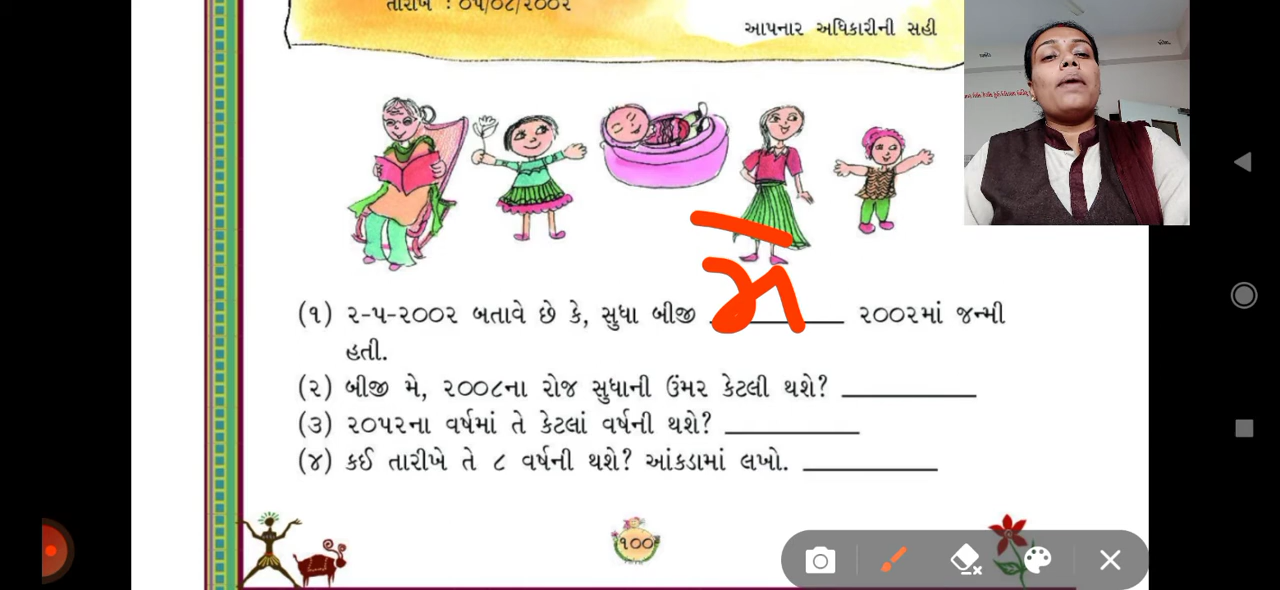 તારીખ : ૦૫/૦૮/૨૦૦૨
આપનાર અધિકારીની સહી
(૧) ૨-૫-૨૦૦૨ બતાવે છે કે, સુધા બીજી ________ ૨૦૦૨માં જન્મી
હતી.
(૨) બીજી મે, ૨૦૦૮ના રોજ સુધાની ઉંમર કેટલી થશે? ________
(૩) ૨૦૫૨ના વર્ષમાં તે કેટલાં વર્ષની થશે? ________
(૪) કઈ તારીખે તે ૮ વર્ષની થશે? આંકડામાં લખો. ________
૧૦૦